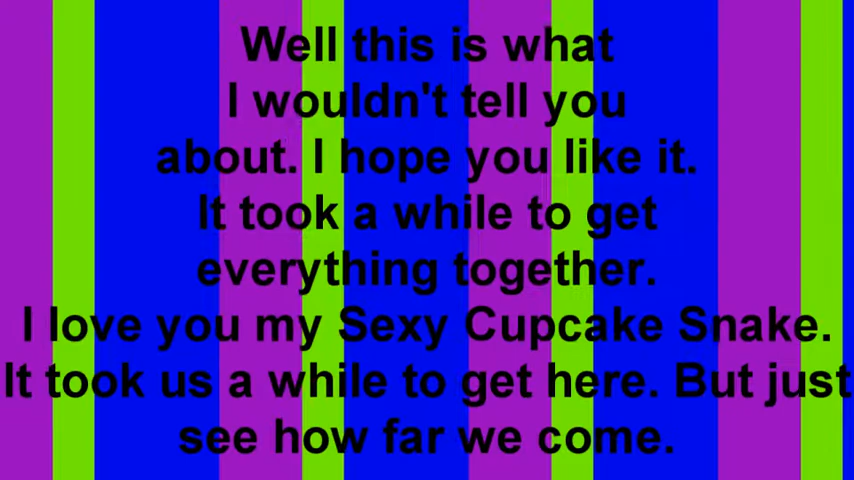 Well this is what
I wouldn't tell you
about. I hope you like it.
It took a while to get
everything together.
I love you my Sexy Cupcake Snake.
It took us a while to get here. But just
see how far we come.